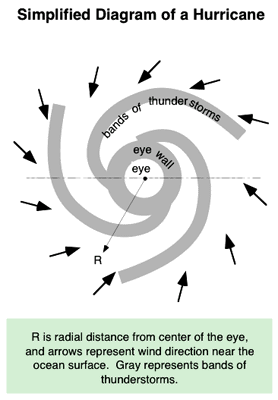 Simplified Diagram of a Hurricane
bands of thunderstorms
eye wall
eye
R
R is radial distance from center of the eye,
and arrows represent wind direction near the
ocean surface. Gray represents bands of
thunderstorms.